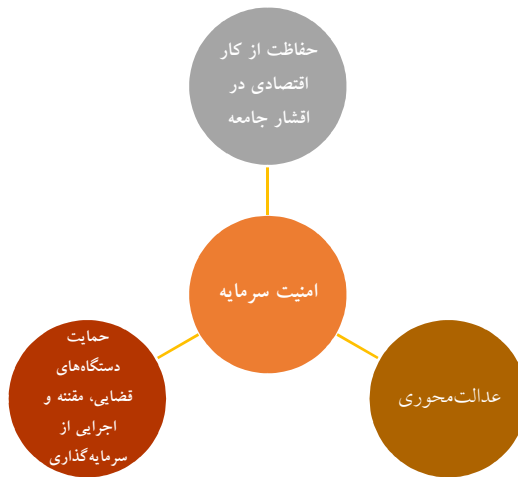 حفاظت از کار
اقتصادی در
اقشار جامعه
امنیت سرمایه
عدالت‌محوری
حمایت
دستگاه‌های
قضایی، مقننه و
اجرایی از
سرمایه‌گذاری